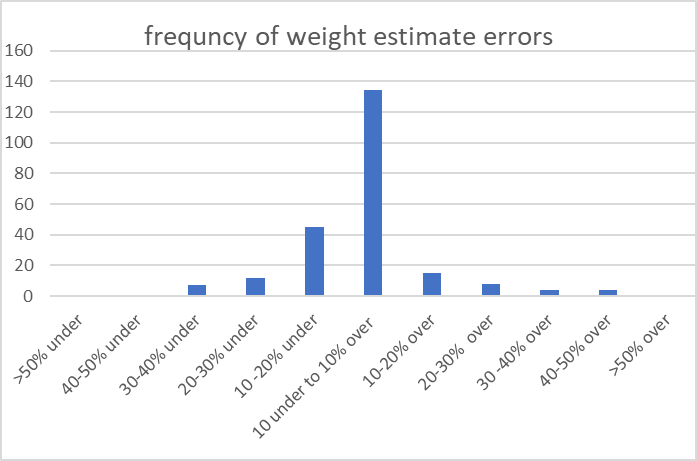 frequncy of weight estimate errors
160
140
120
100
80
60
40
20
0
>50% under
40-50% under
30-40% under
20-30% under
10 -20% under
10 under to 10% over
10-20% over
20-30%  over
30 -40% over
40-50% over
>50% over